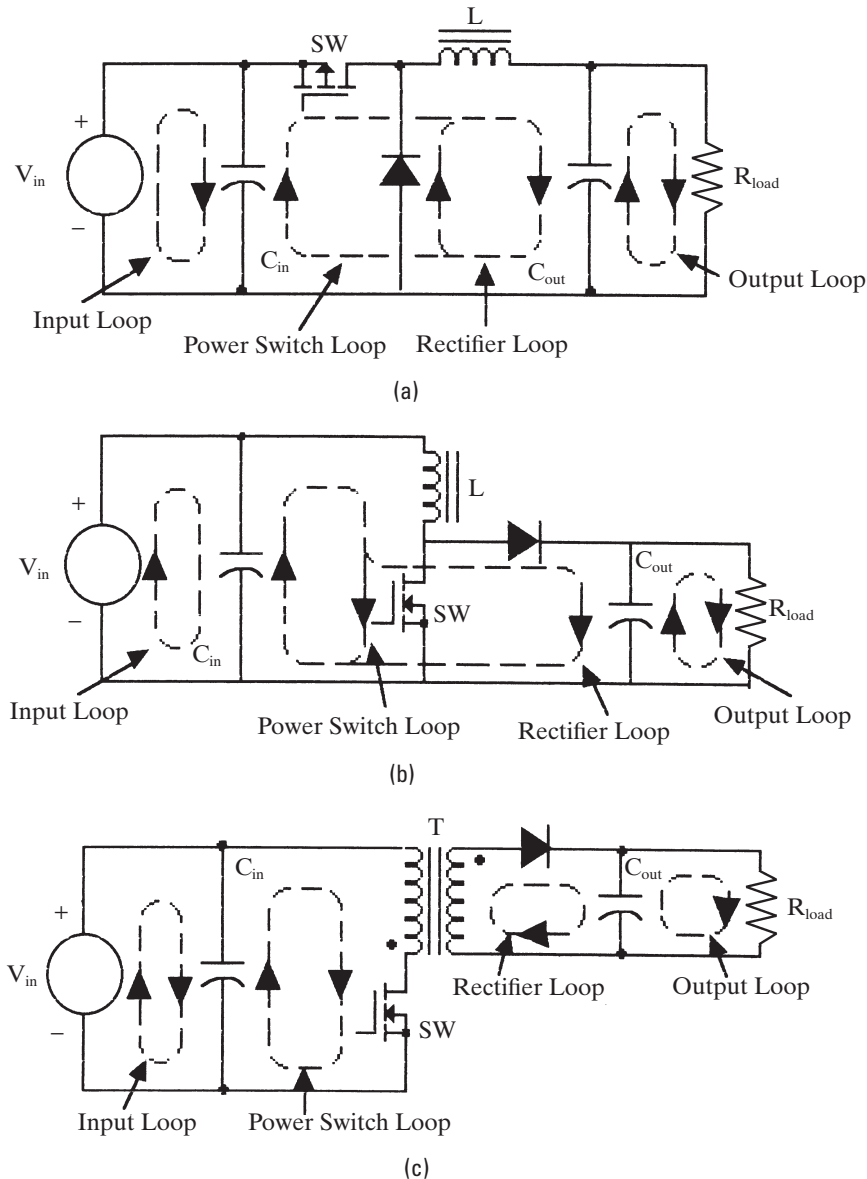 L
SW
+
V_in
−
C_in
C_out
R_load
Input Loop
Power Switch Loop
Rectifier Loop
Output Loop
(a)
L
+
V_in
−
C_in
SW
C_out
R_load
Input Loop
Power Switch Loop
Rectifier Loop
Output Loop
(b)
T
C_in
C_out
+
V_in
−
R_load
SW
Rectifier Loop
Output Loop
Input Loop
Power Switch Loop
(c)